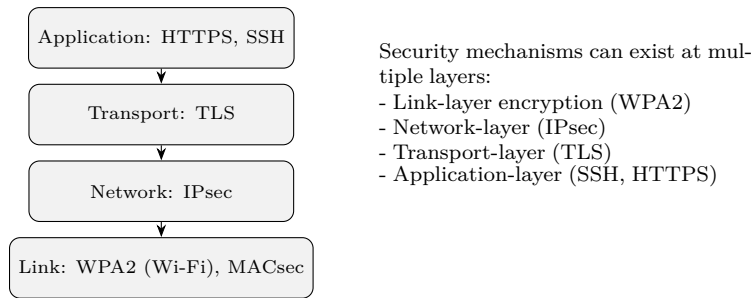 Application: HTTPS, SSH
Transport: TLS
Network: IPsec
Link: WPA2 (Wi-Fi), MACsec
Security mechanisms can exist at mul-
tiple layers:
- Link-layer encryption (WPA2)
- Network-layer (IPsec)
- Transport-layer (TLS)
- Application-layer (SSH, HTTPS)